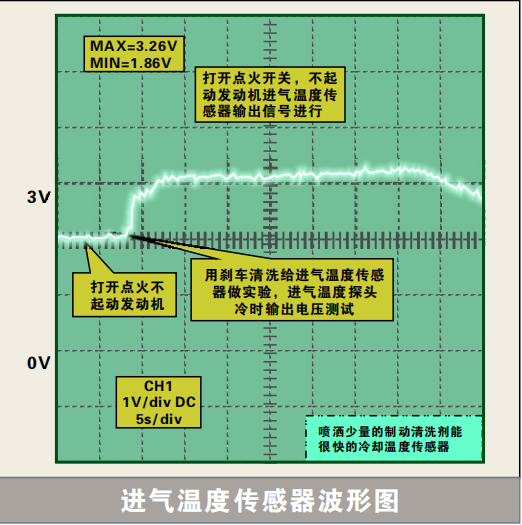 MAX=3.26V
MIN=1.86V
打开点火开关，不起
动发动机进气温度传
感器输出信号进行
3V
打开点火不
起动发动机
用刹车清洗给进气温度传感
器做实验，进气温度探头
冷时输出电压测试
0V
CH1
1V/div DC
5s/div
喷洒少量的制动清洗剂能
很快的冷却温度传感器
进气温度传感器波形图